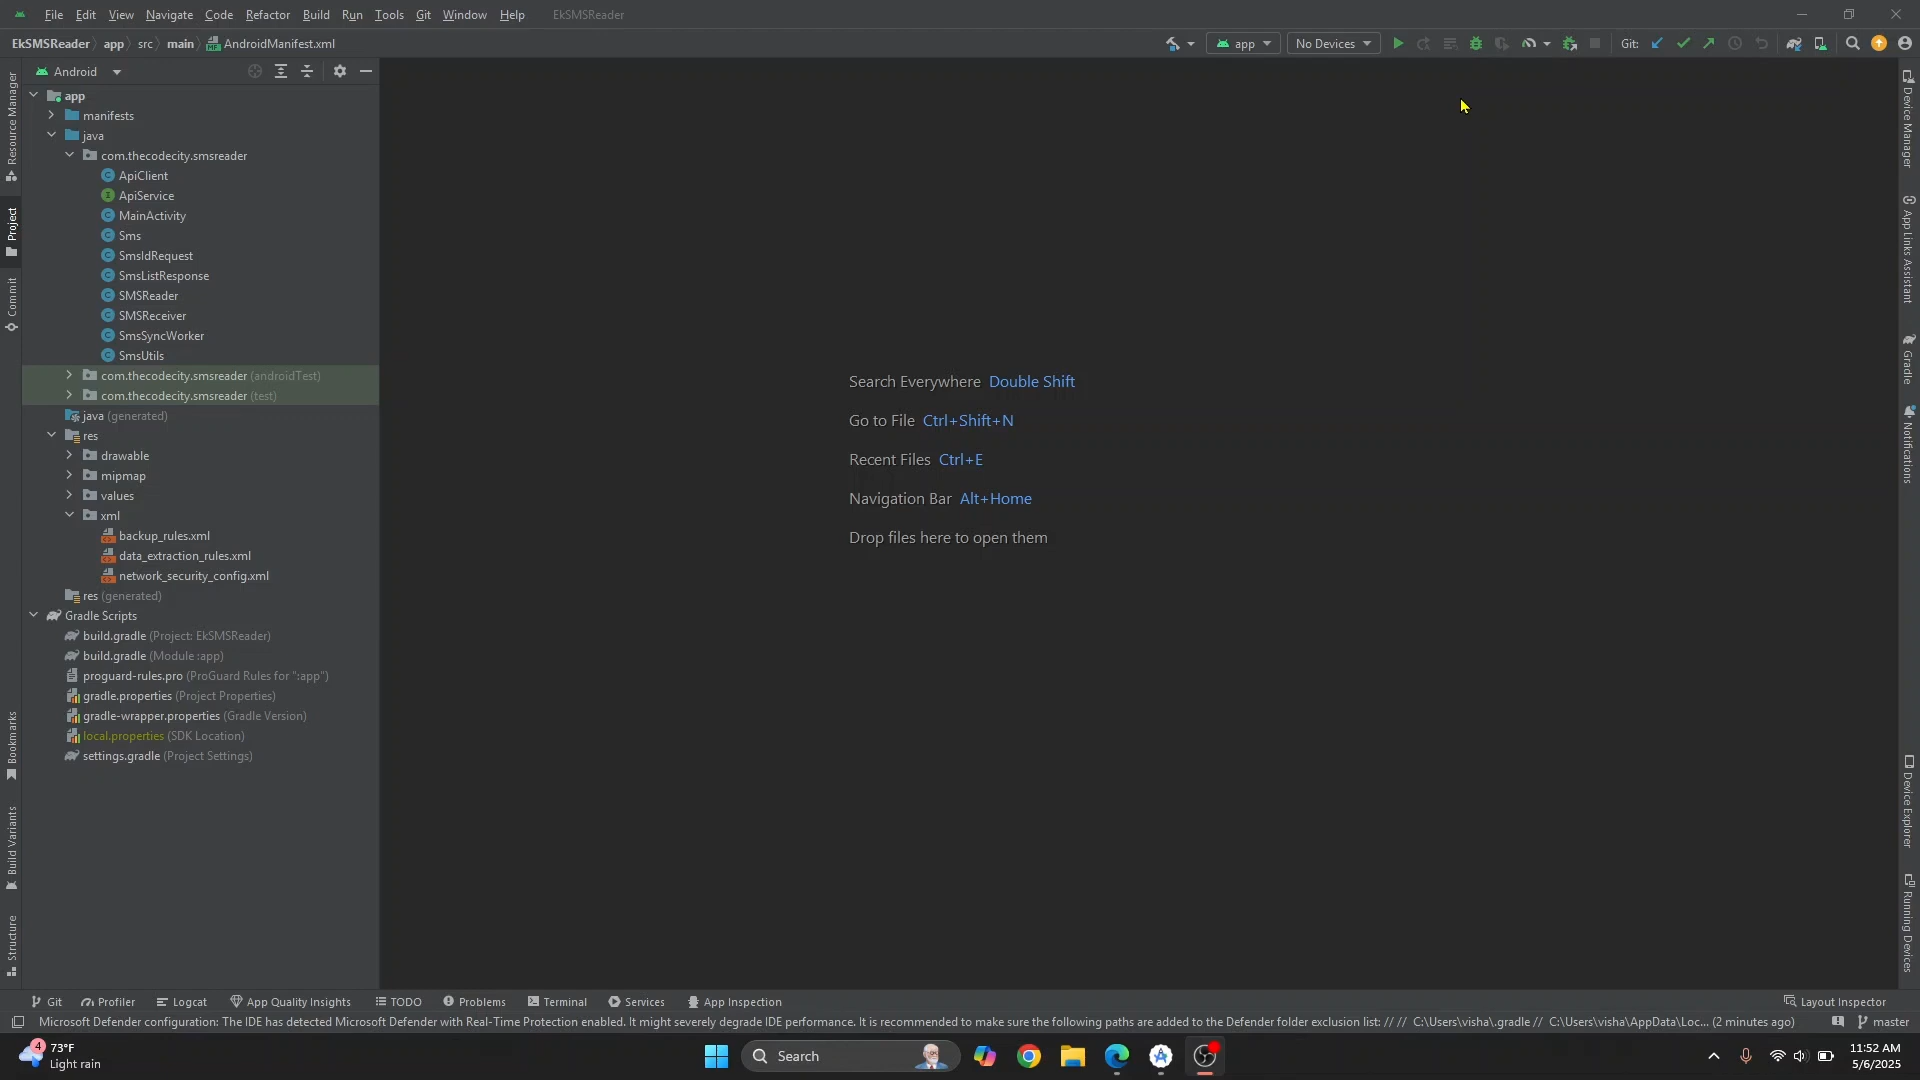 File Edit View Navigate Code Refactor Build Run Tools Git Window Help EkSMSReader
EkSMSReader app src main AndroidManifest.xml app No Devices Git:
Android
app
manifests
java
com.thecodecity.smsreader
ApiClient
ApiService
MainActivity
Sms
SmsIdRequest
SmsListResponse
SMSReader
SMSReceiver
SmsSyncWorker
SmsUtils
com.thecodecity.smsreader (androidTest)
com.thecodecity.smsreader (test)
java (generated)
res
drawable
mipmap
values
xml
backup_rules.xml
data_extraction_rules.xml
network_security_config.xml
res (generated)
Gradle Scripts
build.gradle (Project: EkSMSReader)
build.gradle (Module :app)
proguard-rules.pro (ProGuard Rules for ":app")
gradle.properties (Project Properties)
gradle-wrapper.properties (Gradle Version)
local.properties (SDK Location)
settings.gradle (Project Settings)
Resource Manager
Project
Commit
Bookmarks
Build Variants
Structure
Search Everywhere Double Shift
Go to File Ctrl+Shift+N
Recent Files Ctrl+E
Navigation Bar Alt+Home
Drop files here to open them
Device Manager
App Links Assistant
Gradle
Notifications
Device Explorer
Running Devices
Git Profiler Logcat App Quality Insights TODO Problems Terminal Services App Inspection Layout Inspector
Microsoft Defender configuration: The IDE has detected Microsoft Defender with Real-Time Protection enabled. It might severely degrade IDE performance. It is recommended to make sure the following paths are added to the Defender folder exclusion list: // // C:\Users\visha\.gradle // C:\Users\visha\AppData\Loc... (2 minutes ago) master
4
73°F
Light rain
Search
11:52 AM
5/6/2025